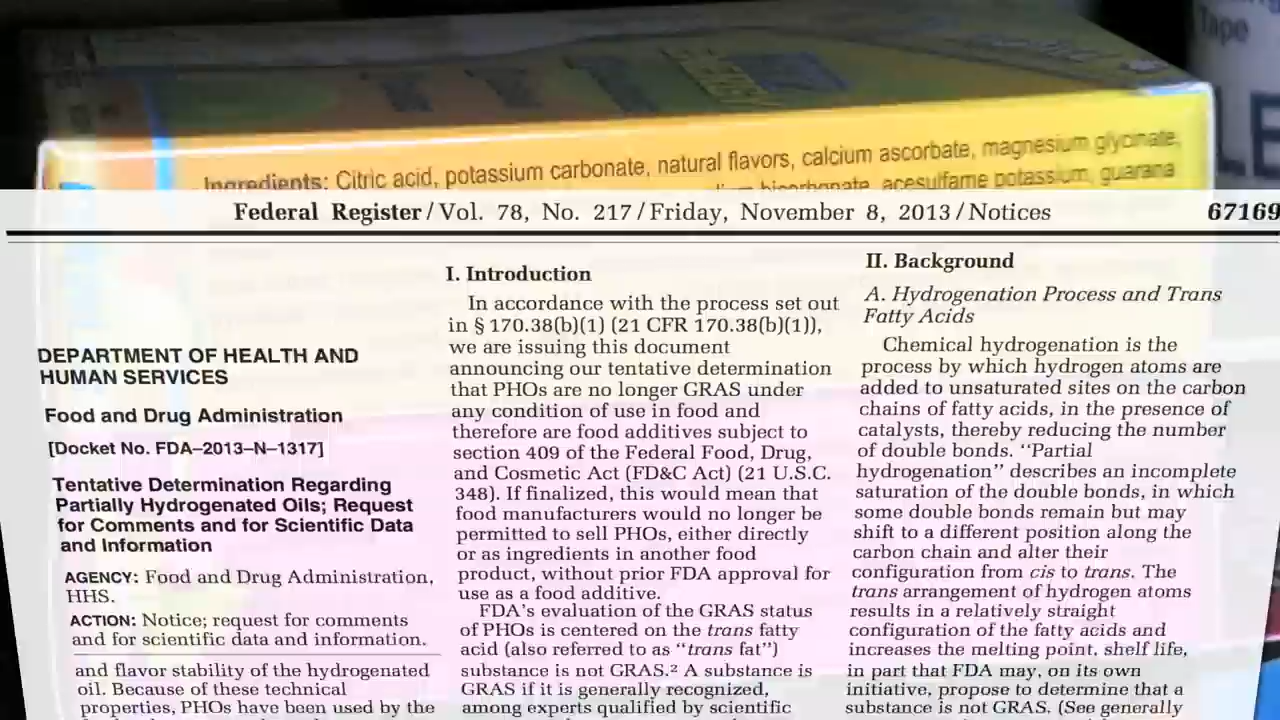 Tape
LE
Ingredients: Citric acid, potassium carbonate, natural flavors, calcium ascorbate, magnesium glycinate,
bicarbonate, acesulfame potassium, guarana
Federal Register/Vol. 78, No. 217/Friday, November 8, 2013/Notices 67169
DEPARTMENT OF HEALTH AND
HUMAN SERVICES
Food and Drug Administration
[Docket No. FDA–2013–N–1317]
Tentative Determination Regarding
Partially Hydrogenated Oils; Request
for Comments and for Scientific Data
and Information
AGENCY: Food and Drug Administration,
HHS.
ACTION: Notice; request for comments
and for scientific data and information.
and flavor stability of the hydrogenated
oil. Because of these technical
properties, PHOs have been used by the
I. Introduction
In accordance with the process set out
in § 170.38(b)(1) (21 CFR 170.38(b)(1)),
we are issuing this document
announcing our tentative determination
that PHOs are no longer GRAS under
any condition of use in food and
therefore are food additives subject to
section 409 of the Federal Food, Drug,
and Cosmetic Act (FD&C Act) (21 U.S.C.
348). If finalized, this would mean that
food manufacturers would no longer be
permitted to sell PHOs, either directly
or as ingredients in another food
product, without prior FDA approval for
use as a food additive.
FDA's evaluation of the GRAS status
of PHOs is centered on the trans fatty
acid (also referred to as "trans fat")
substance is not GRAS.² A substance is
GRAS if it is generally recognized,
among experts qualified by scientific
II. Background
A. Hydrogenation Process and Trans
Fatty Acids
Chemical hydrogenation is the
process by which hydrogen atoms are
added to unsaturated sites on the carbon
chains of fatty acids, in the presence of
catalysts, thereby reducing the number
of double bonds. "Partial
hydrogenation" describes an incomplete
saturation of the double bonds, in which
some double bonds remain but may
shift to a different position along the
carbon chain and alter their
configuration from cis to trans. The
trans arrangement of hydrogen atoms
results in a relatively straight
configuration of the fatty acids and
increases the melting point, shelf life,
in part that FDA may, on its own
initiative, propose to determine that a
substance is not GRAS. (See generally